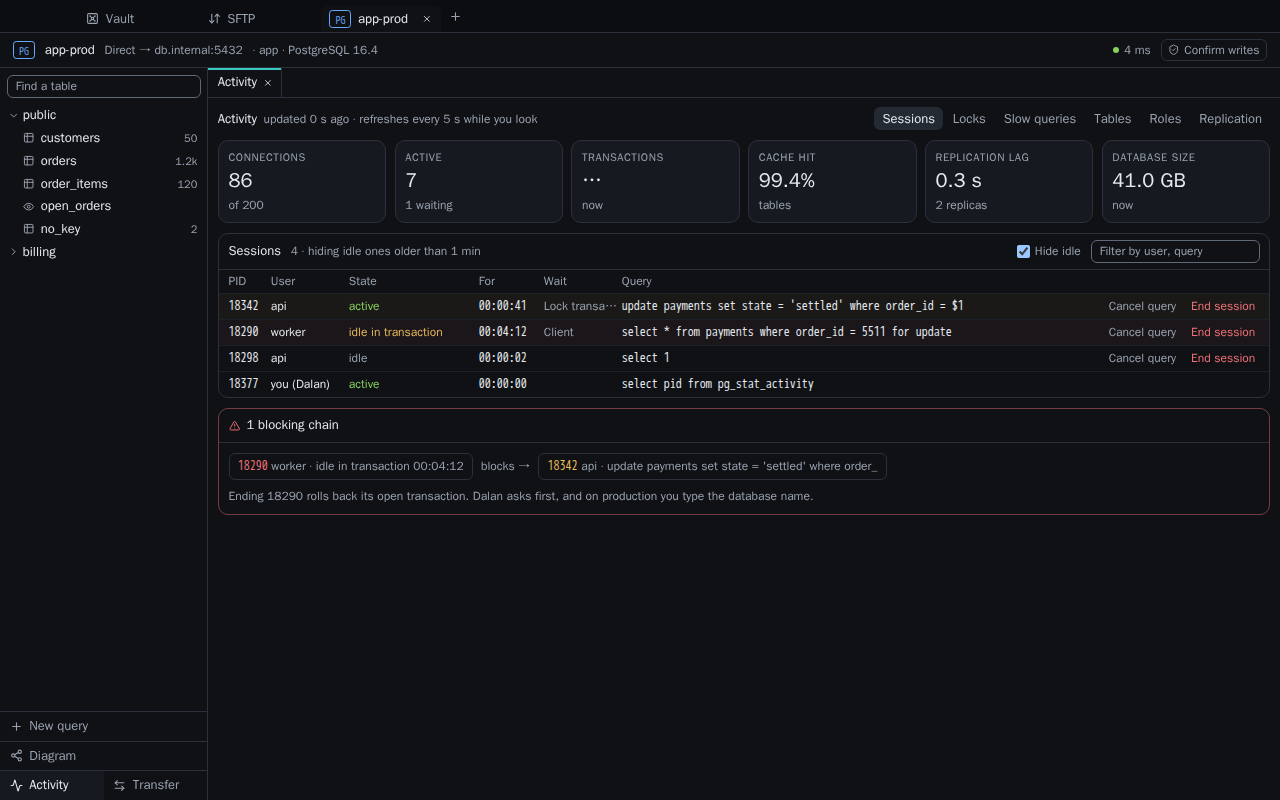 Vault
SFTP
PG app-prod × +
PG app-prod Direct → db.internal:5432 · app · PostgreSQL 16.4
4 ms
Confirm writes
Find a table
public
customers 50
orders 1.2k
order_items 120
open_orders
no_key 2
billing
New query
Diagram
Activity
Transfer
Activity ×
Activity updated 0 s ago · refreshes every 5 s while you look
Sessions Locks Slow queries Tables Roles Replication
CONNECTIONS
86
of 200
ACTIVE
7
1 waiting
TRANSACTIONS
···
now
CACHE HIT
99.4%
tables
REPLICATION LAG
0.3 s
2 replicas
DATABASE SIZE
41.0 GB
now
Sessions 4 · hiding idle ones older than 1 min
Hide idle
Filter by user, query
PID User State For Wait Query
18342 api active 00:00:41 Lock transa··· update payments set state = 'settled' where order_id = $1 Cancel query End session
18290 worker idle in transaction 00:04:12 Client select * from payments where order_id = 5511 for update Cancel query End session
18298 api idle 00:00:02 select 1 Cancel query End session
18377 you (Dalan) active 00:00:00 select pid from pg_stat_activity
1 blocking chain
18290 worker · idle in transaction 00:04:12 blocks → 18342 api · update payments set state = 'settled' where order_
Ending 18290 rolls back its open transaction. Dalan asks first, and on production you type the database name.